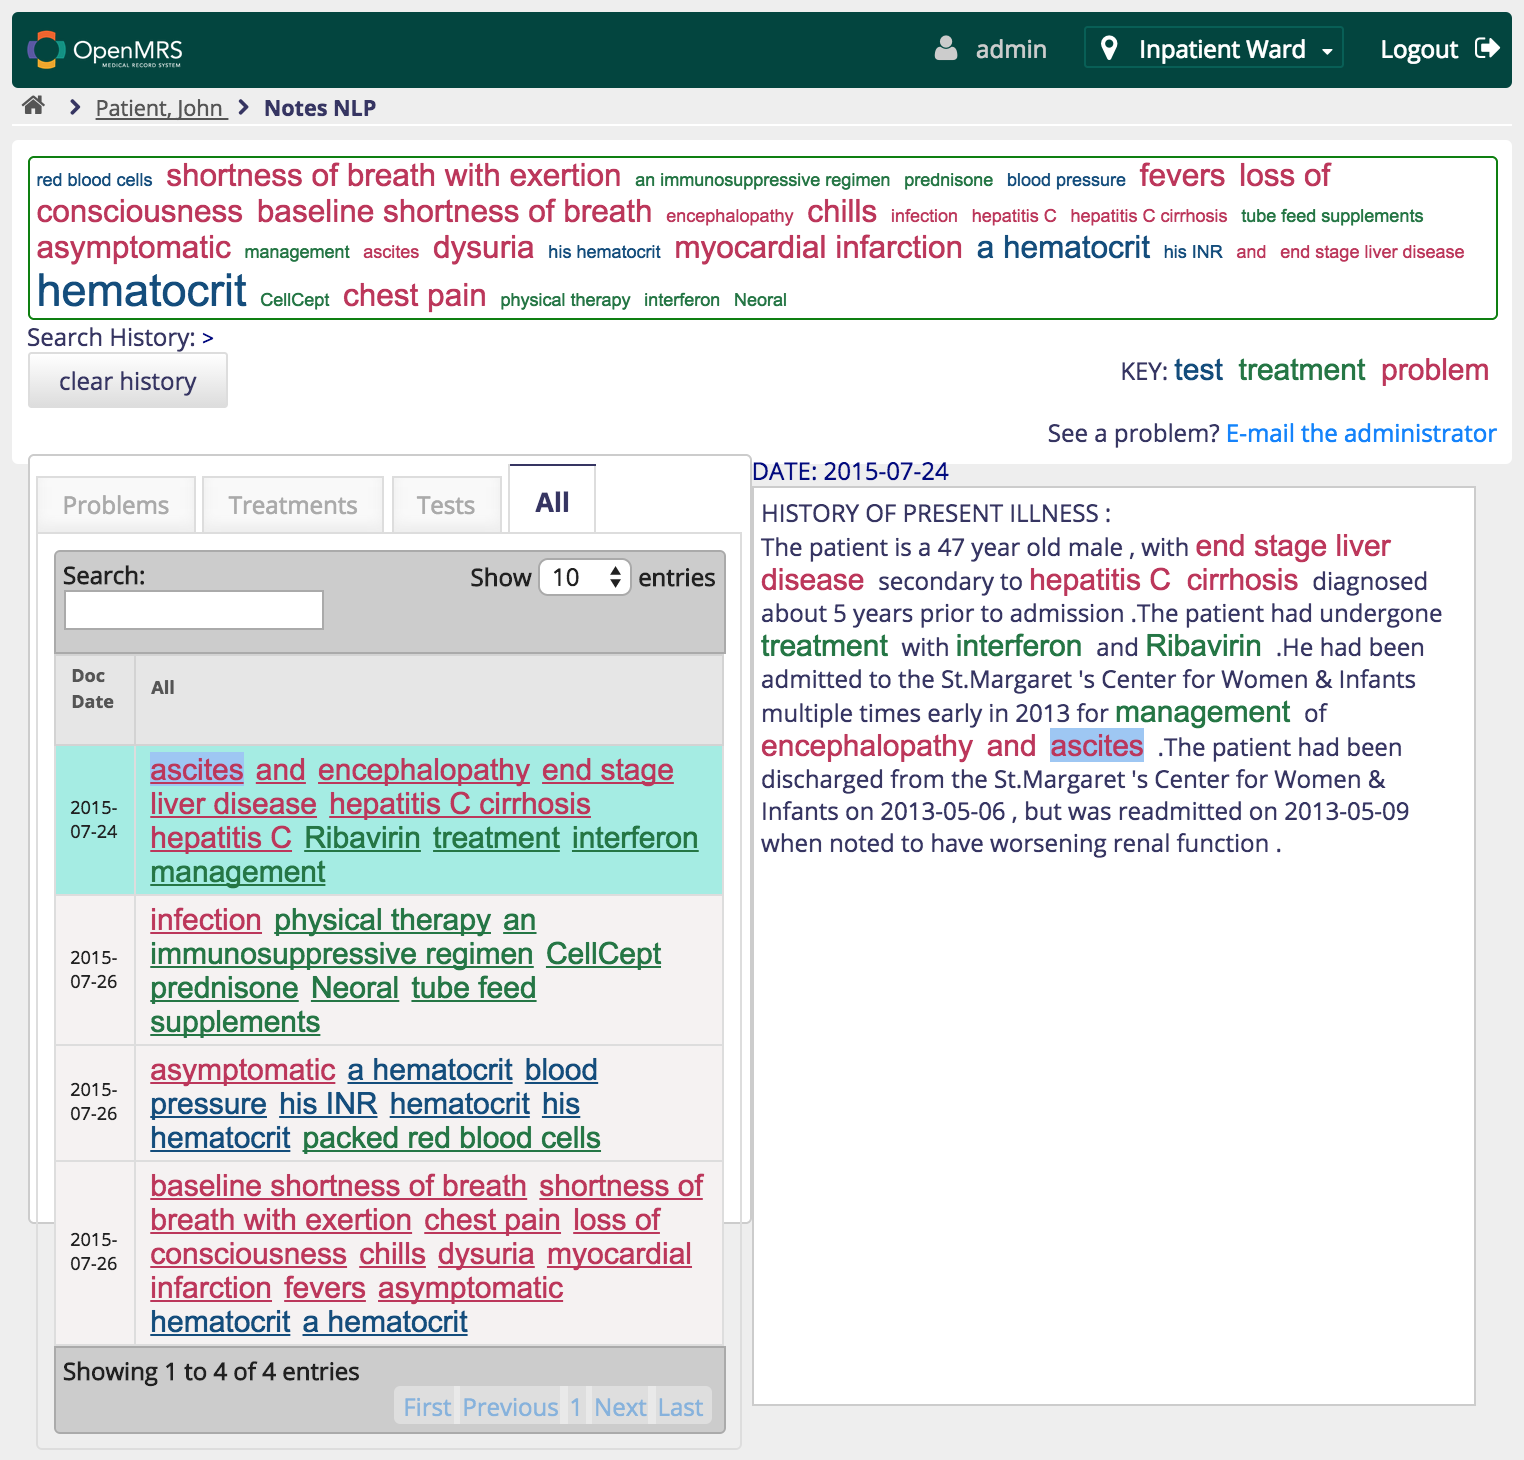 OpenMRS
MEDICAL RECORD SYSTEM
admin
Inpatient Ward
Logout
Patient, John > Notes NLP
red blood cells shortness of breath with exertion an immunosuppressive regimen prednisone blood pressure fevers loss of
consciousness baseline shortness of breath encephalopathy chills infection hepatitis C hepatitis C cirrhosis tube feed supplements
asymptomatic management ascites dysuria his hematocrit myocardial infarction a hematocrit his INR and end stage liver disease
hematocrit CellCept chest pain physical therapy interferon Neoral
Search History: >
clear history
KEY: test treatment problem
See a problem? E-mail the administrator
Problems
Treatments
Tests
All
Search:
Show 10 entries
Doc
Date
All
2015-
07-24
ascites and encephalopathy end stage
liver disease hepatitis C cirrhosis
hepatitis C Ribavirin treatment interferon
management
2015-
07-26
infection physical therapy an
immunosuppressive regimen CellCept
prednisone Neoral tube feed
supplements
2015-
07-26
asymptomatic a hematocrit blood
pressure his INR hematocrit his
hematocrit packed red blood cells
2015-
07-26
baseline shortness of breath shortness of
breath with exertion chest pain loss of
consciousness chills dysuria myocardial
infarction fevers asymptomatic
hematocrit a hematocrit
Showing 1 to 4 of 4 entries
First Previous 1 Next Last
DATE: 2015-07-24
HISTORY OF PRESENT ILLNESS :
The patient is a 47 year old male , with end stage liver
disease secondary to hepatitis C cirrhosis diagnosed
about 5 years prior to admission .The patient had undergone
treatment with interferon and Ribavirin .He had been
admitted to the St.Margaret 's Center for Women & Infants
multiple times early in 2013 for management of
encephalopathy and ascites .The patient had been
discharged from the St.Margaret 's Center for Women &
Infants on 2013-05-06 , but was readmitted on 2013-05-09
when noted to have worsening renal function .